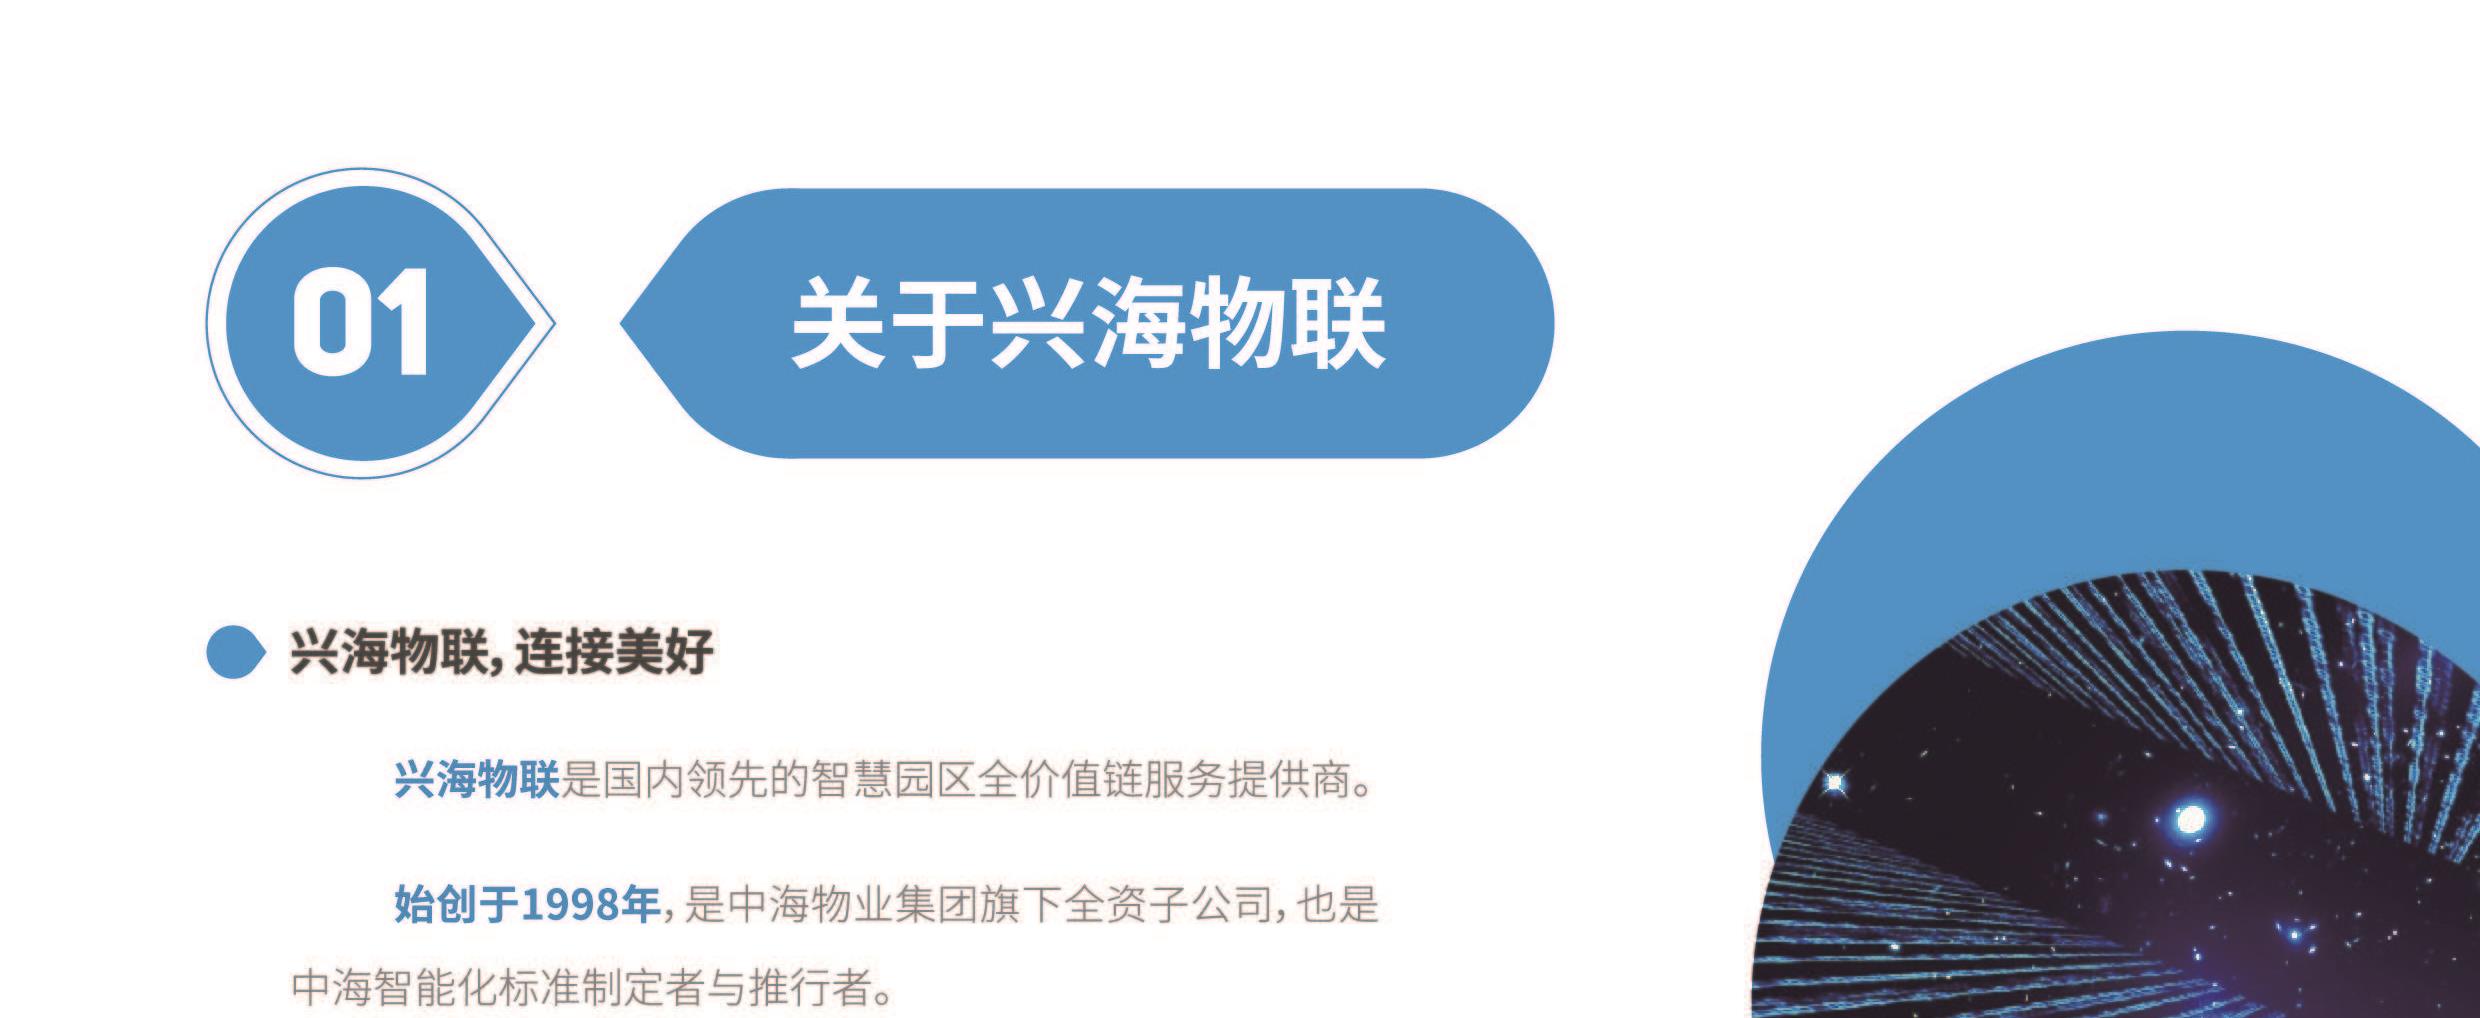 01
关于兴海物联
兴海物联，连接美好
兴海物联是国内领先的智慧园区全价值链服务提供商。
始创于1998年，是中海物业集团旗下全资子公司，也是
中海智能化标准制定者与推行者。